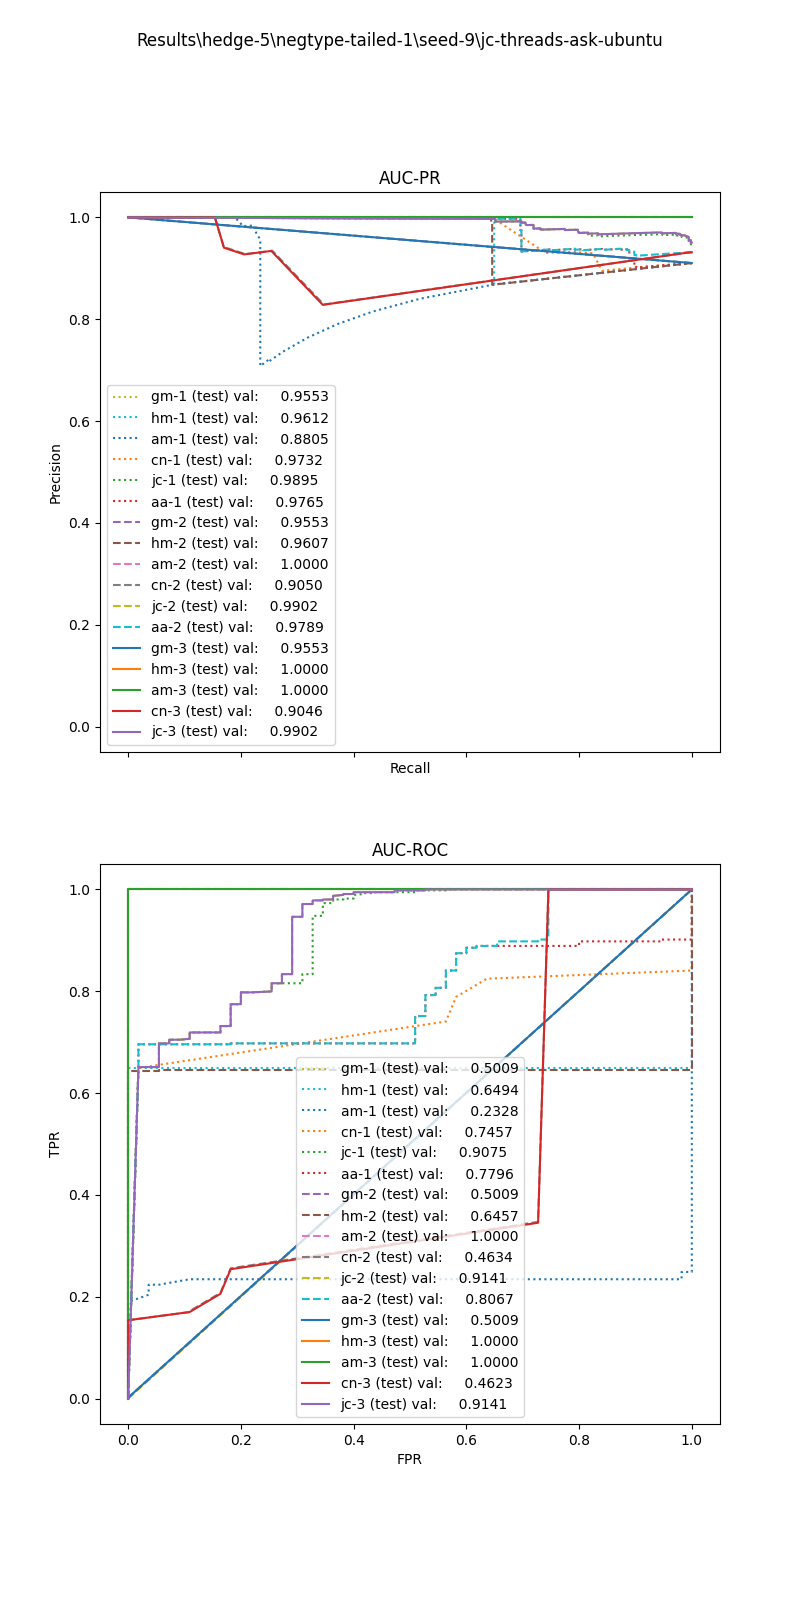 Results\hedge-5\negtype-tailed-1\seed-9\jc-threads-ask-ubuntu
AUC-PR
1.0
0.8
0.6
0.4
0.2
0.0
Precision
gm-1 (test) val: 0.9553
hm-1 (test) val: 0.9612
am-1 (test) val: 0.8805
cn-1 (test) val: 0.9732
jc-1 (test) val: 0.9895
aa-1 (test) val: 0.9765
gm-2 (test) val: 0.9553
hm-2 (test) val: 0.9607
am-2 (test) val: 1.0000
cn-2 (test) val: 0.9050
jc-2 (test) val: 0.9902
aa-2 (test) val: 0.9789
gm-3 (test) val: 0.9553
hm-3 (test) val: 1.0000
am-3 (test) val: 1.0000
cn-3 (test) val: 0.9046
jc-3 (test) val: 0.9902
Recall
AUC-ROC
1.0
0.8
0.6
0.4
0.2
0.0
TPR
gm-1 (test) val: 0.5009
hm-1 (test) val: 0.6494
am-1 (test) val: 0.2328
cn-1 (test) val: 0.7457
jc-1 (test) val: 0.9075
aa-1 (test) val: 0.7796
gm-2 (test) val: 0.5009
hm-2 (test) val: 0.6457
am-2 (test) val: 1.0000
cn-2 (test) val: 0.4634
jc-2 (test) val: 0.9141
aa-2 (test) val: 0.8067
gm-3 (test) val: 0.5009
hm-3 (test) val: 1.0000
am-3 (test) val: 1.0000
cn-3 (test) val: 0.4623
jc-3 (test) val: 0.9141
0.0 0.2 0.4 0.6 0.8 1.0
FPR